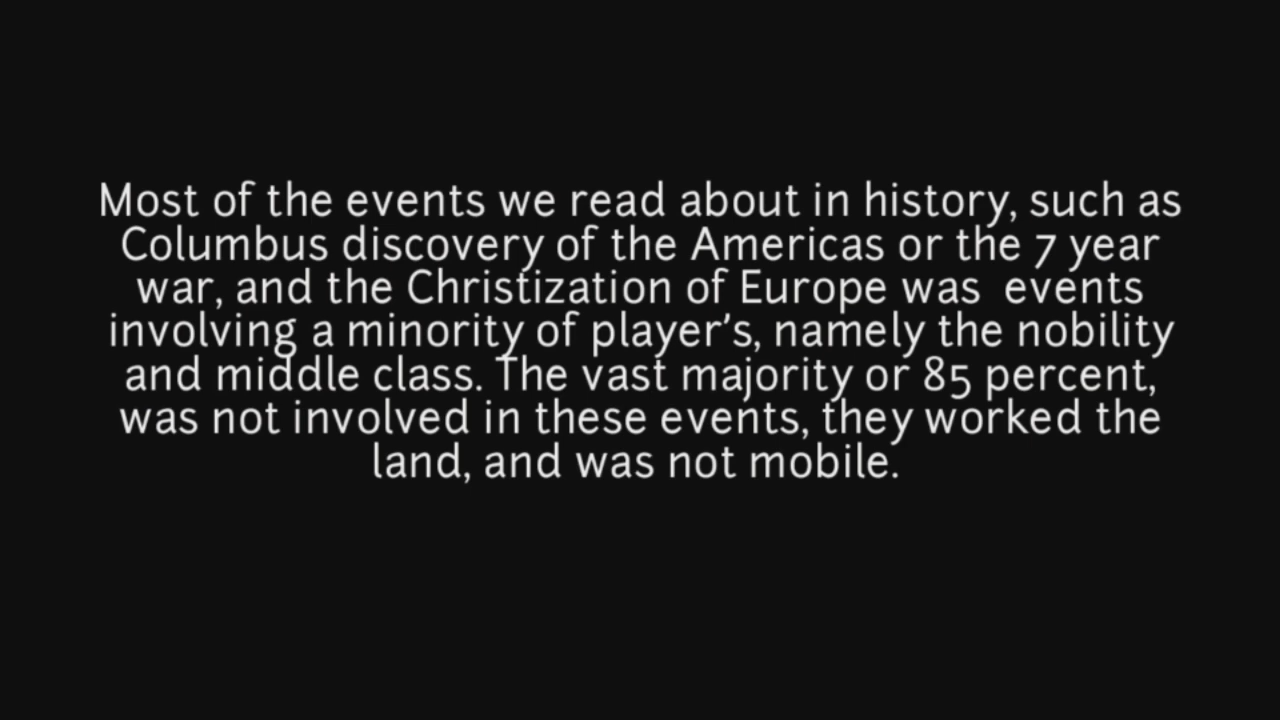 Most of the events we read about in history, such as
Columbus discovery of the Americas or the 7 year
war, and the Christization of Europe was  events
involving a minority of player's, namely the nobility
and middle class. The vast majority or 85 percent,
was not involved in these events, they worked the
land, and was not mobile.